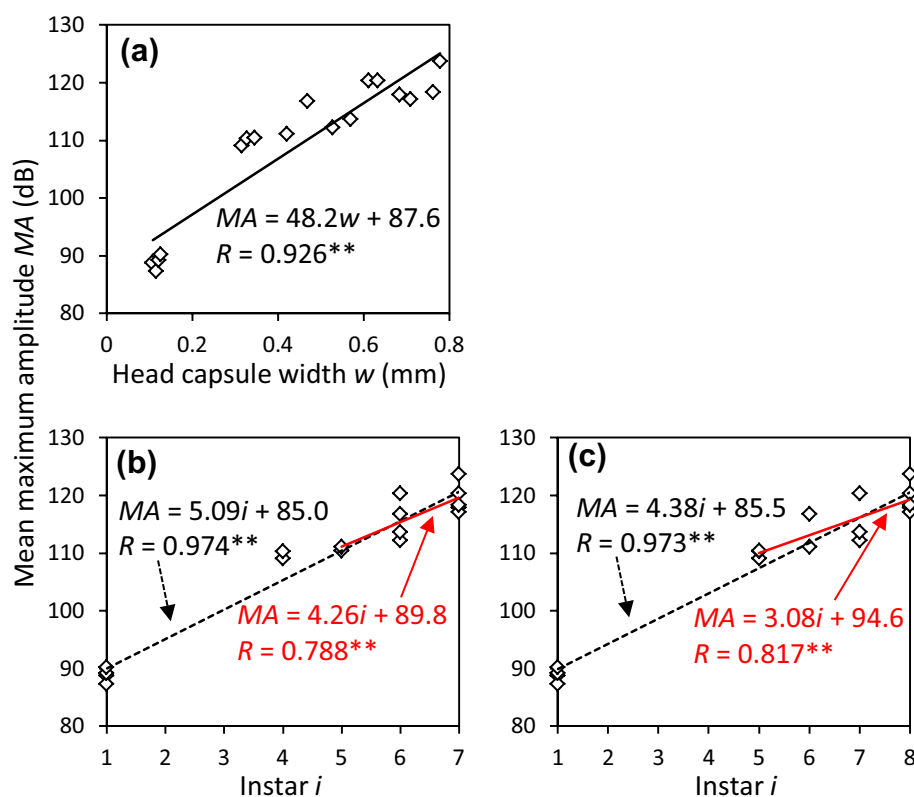 Mean maximum amplitude MA (dB)
(a)
130
120
110
100
90
80
MA = 48.2w + 87.6
R = 0.926**
0 0.2 0.4 0.6 0.8
Head capsule width w (mm)
(b)
130
120
110
100
90
80
MA = 5.09i + 85.0
R = 0.974**
MA = 4.26i + 89.8
R = 0.788**
1 2 3 4 5 6 7
Instar i
(c)
130
120
110
100
90
80
MA = 4.38i + 85.5
R = 0.973**
MA = 3.08i + 94.6
R = 0.817**
1 2 3 4 5 6 7 8
Instar i